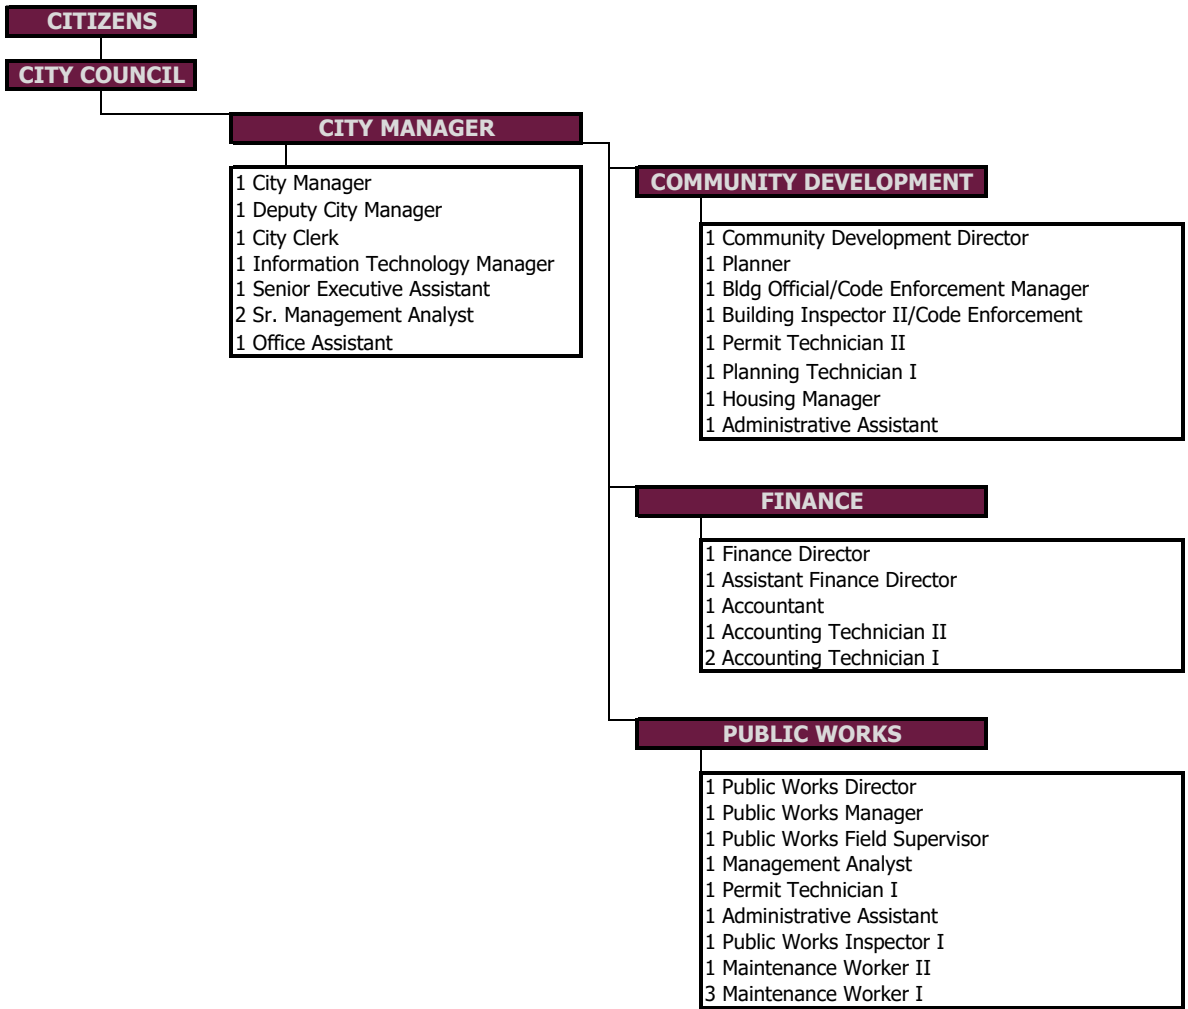 CITIZENS
CITY COUNCIL
CITY MANAGER
1 City Manager
1 Deputy City Manager
1 City Clerk
1 Information Technology Manager
1 Senior Executive Assistant
2 Sr. Management Analyst
1 Office Assistant
COMMUNITY DEVELOPMENT
1 Community Development Director
1 Planner
1 Bldg Official/Code Enforcement Manager
1 Building Inspector II/Code Enforcement
1 Permit Technician II
1 Planning Technician I
1 Housing Manager
1 Administrative Assistant
FINANCE
1 Finance Director
1 Assistant Finance Director
1 Accountant
1 Accounting Technician II
2 Accounting Technician I
PUBLIC WORKS
1 Public Works Director
1 Public Works Manager
1 Public Works Field Supervisor
1 Management Analyst
1 Permit Technician I
1 Administrative Assistant
1 Public Works Inspector I
1 Maintenance Worker II
3 Maintenance Worker I